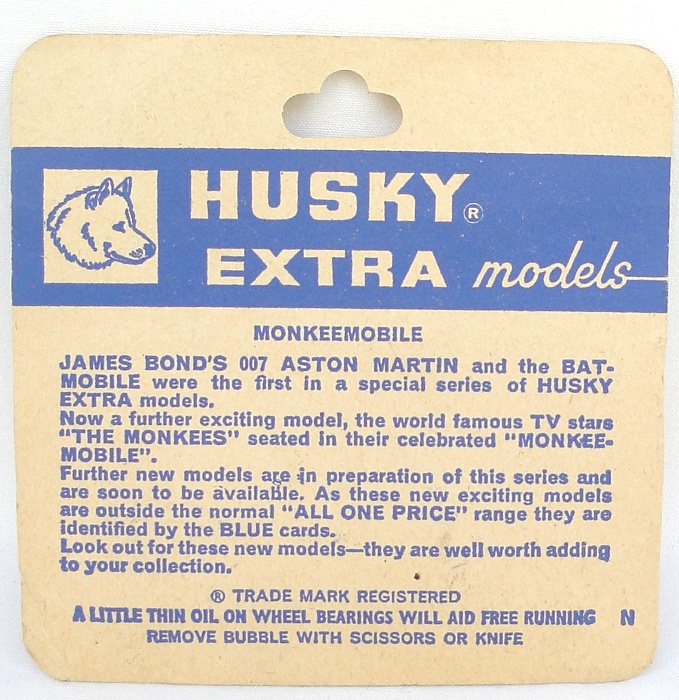 HUSKY ®
EXTRA models
MONKEEMOBILE
JAMES BOND'S 007 ASTON MARTIN and the BAT-
MOBILE were the first in a special series of HUSKY
EXTRA models.
Now a further exciting model, the world famous TV stars
"THE MONKEES" seated in their celebrated "MONKEE-
MOBILE".
Further new models are in preparation of this series and
are soon to be available. As these new exciting models
are outside the normal "ALL ONE PRICE" range they are
identified by the BLUE cards.
Look out for these new models—they are well worth adding
to your collection.
® TRADE MARK REGISTERED
A LITTLE THIN OIL ON WHEEL BEARINGS WILL AID FREE RUNNING N
REMOVE BUBBLE WITH SCISSORS OR KNIFE